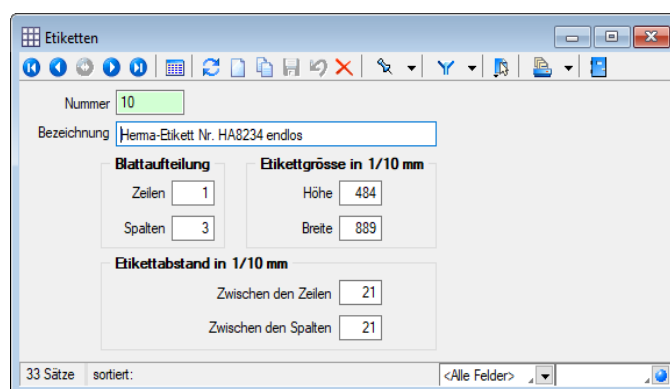 Etiketten
Nummer 10
Bezeichnung Herma-Etikett Nr. HA8234 endlos
Blattaufteilung Etikettgrösse in 1/10 mm
Zeilen 1 Höhe 484
Spalten 3 Breite 889
Etikettabstand in 1/10 mm
Zwischen den Zeilen 21
Zwischen den Spalten 21
33 Sätze sortiert: <Alle Felder>